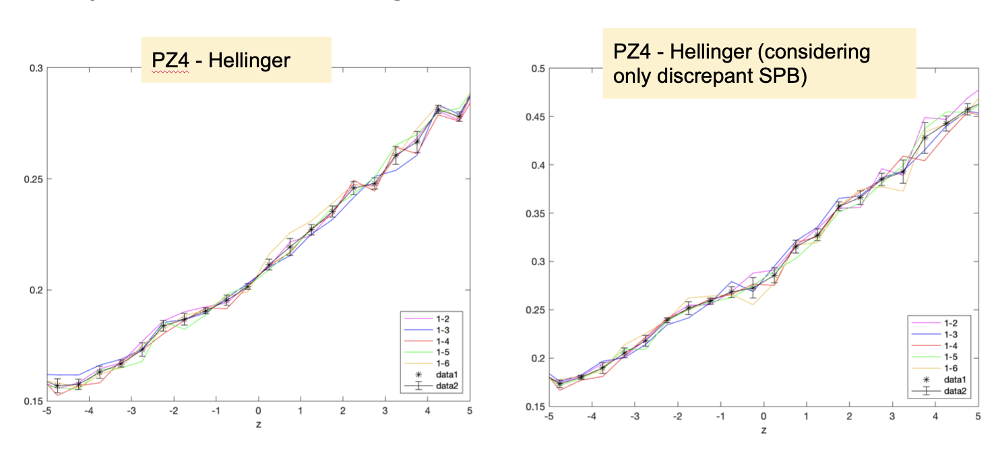 PZ4 - Hellinger
0.3
0.25
0.2
0.15
-5 -4 -3 -2 -1 0 1 2 3 4 5
z
1-2
1-3
1-4
1-5
1-6
data1
data2
PZ4 - Hellinger (considering
only discrepant SPB)
0.5
0.45
0.4
0.35
0.3
0.25
0.2
0.15
-5 -4 -3 -2 -1 0 1 2 3 4 5
z
1-2
1-3
1-4
1-5
1-6
data1
data2